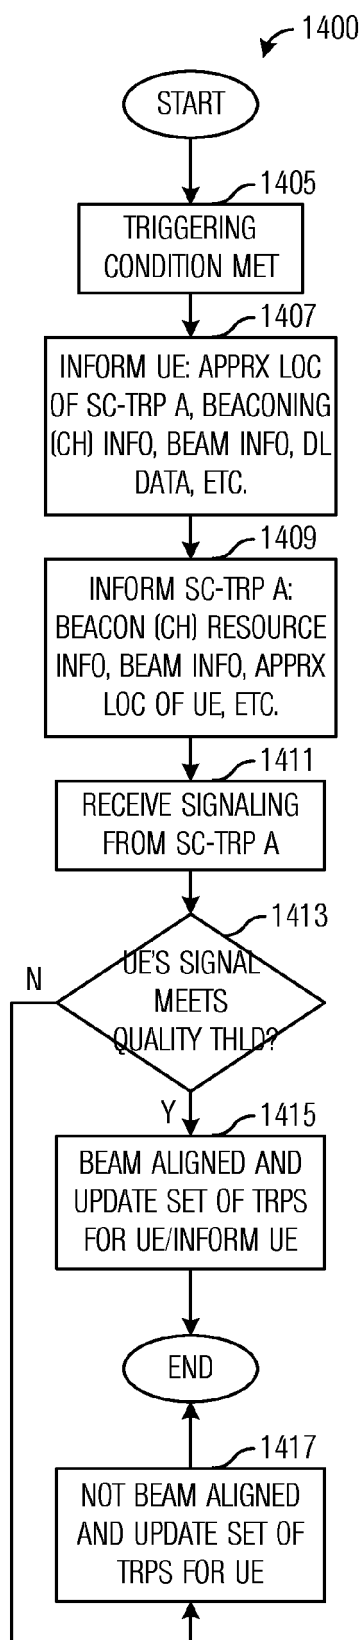 1400
START
1405
TRIGGERING
CONDITION MET
1407
INFORM UE: APPRX LOC
OF SC-TRP A, BEACONING
(CH) INFO, BEAM INFO, DL
DATA, ETC.
1409
INFORM SC-TRP A:
BEACON (CH) RESOURCE
INFO, BEAM INFO, APPRX
LOC OF UE, ETC.
1411
RECEIVE SIGNALING
FROM SC-TRP A
1413
UE'S SIGNAL
MEETS
QUALITY THLD?
N
Y
1415
BEAM ALIGNED AND
UPDATE SET OF TRPS
FOR UE/INFORM UE
END
1417
NOT BEAM ALIGNED
AND UPDATE SET OF
TRPS FOR UE